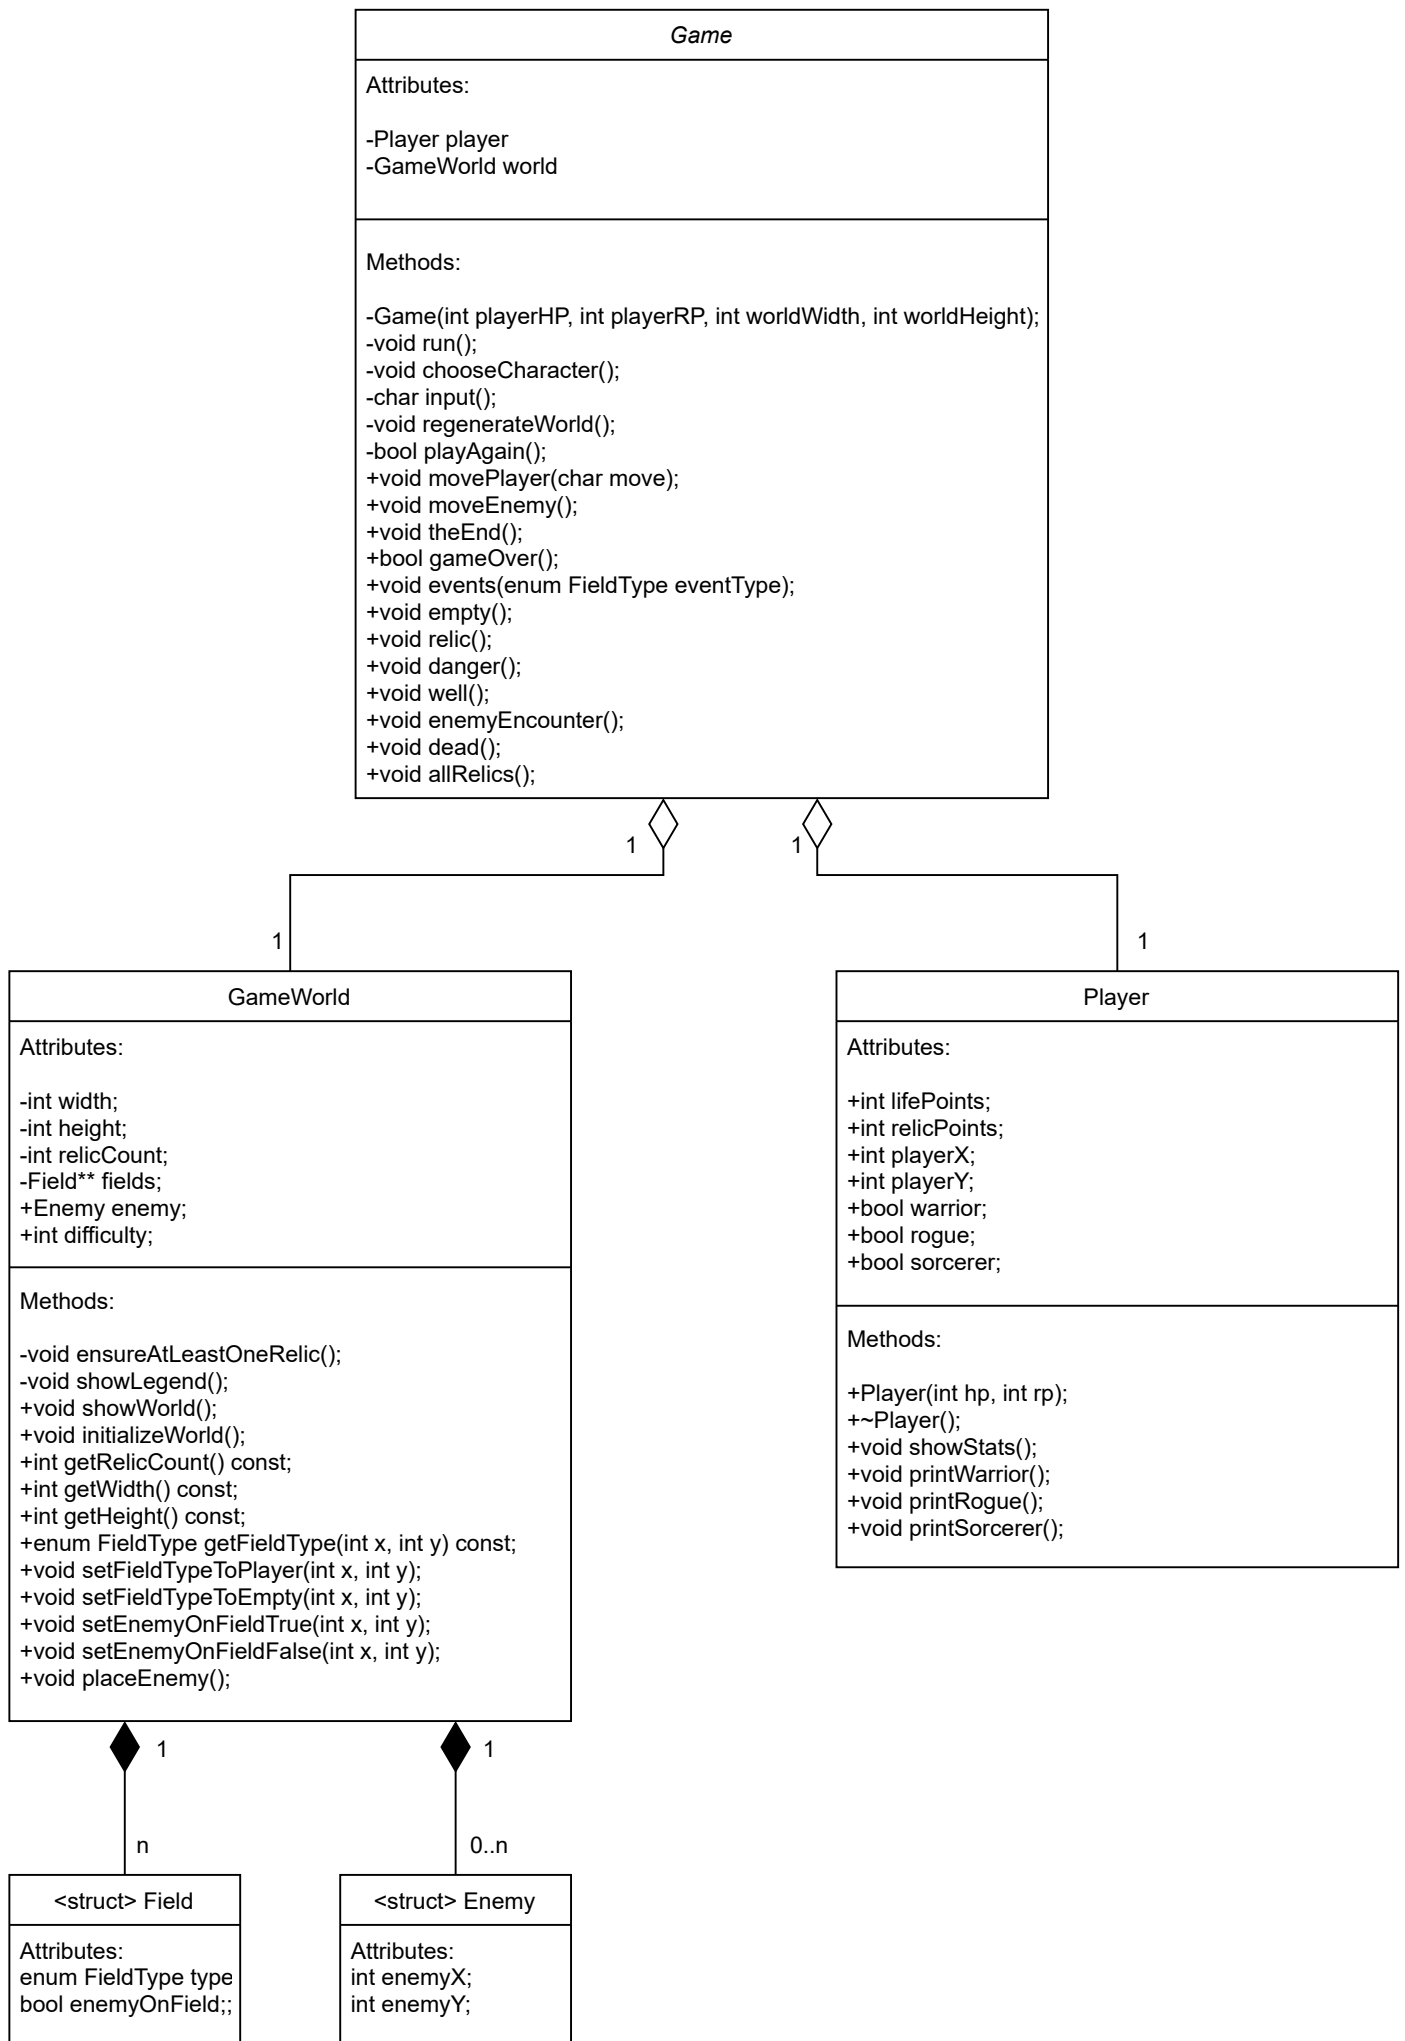 Game
Attributes:
-Player player
-GameWorld world
Methods:
-Game(int playerHP, int playerRP, int worldWidth, int worldHeight);
-void run();
-void chooseCharacter();
-char input();
-void regenerateWorld();
-bool playAgain();
+void movePlayer(char move);
+void moveEnemy();
+void theEnd();
+bool gameOver();
+void events(enum FieldType eventType);
+void empty();
+void relic();
+void danger();
+void well();
+void enemyEncounter();
+void dead();
+void allRelics();
1
1
1
1
GameWorld
Attributes:
-int width;
-int height;
-int relicCount;
-Field** fields;
+Enemy enemy;
+int difficulty;
Methods:
-void ensureAtLeastOneRelic();
-void showLegend();
+void showWorld();
+void initializeWorld();
+int getRelicCount() const;
+int getWidth() const;
+int getHeight() const;
+enum FieldType getFieldType(int x, int y) const;
+void setFieldTypeToPlayer(int x, int y);
+void setFieldTypeToEmpty(int x, int y);
+void setEnemyOnFieldTrue(int x, int y);
+void setEnemyOnFieldFalse(int x, int y);
+void placeEnemy();
Player
Attributes:
+int lifePoints;
+int relicPoints;
+int playerX;
+int playerY;
+bool warrior;
+bool rogue;
+bool sorcerer;
Methods:
+Player(int hp, int rp);
+~Player();
+void showStats();
+void printWarrior();
+void printRogue();
+void printSorcerer();
1
1
n
0..n
<struct> Field
Attributes:
enum FieldType type
bool enemyOnField;;
<struct> Enemy
Attributes:
int enemyX;
int enemyY;